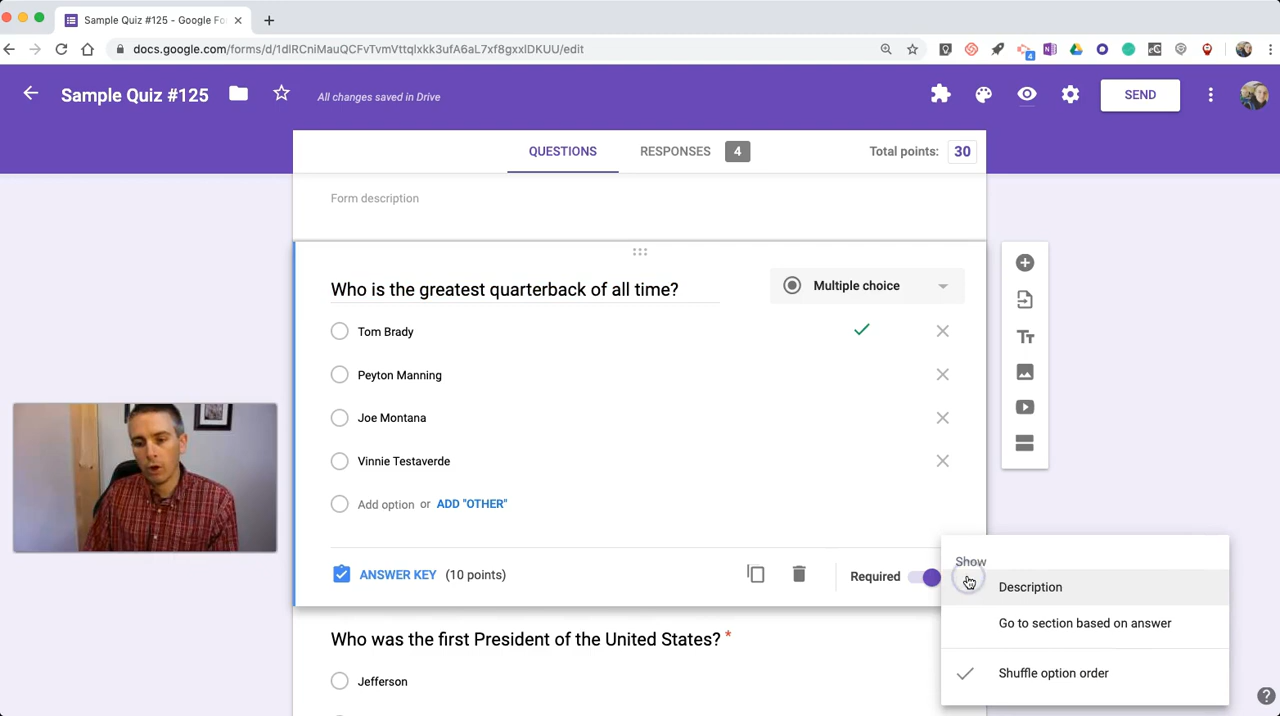 Sample Quiz #125 - Google Fo
docs.google.com/forms/d/1dlRCniMauQCFvTvmVttqlxkk3ufA6aL7xf8gxxlDKUU/edit
4
Sample Quiz #125
All changes saved in Drive
SEND
QUESTIONS
RESPONSES 4
Total points: 30
Form description
Who is the greatest quarterback of all time?
Multiple choice
Tom Brady
Peyton Manning
Joe Montana
Vinnie Testaverde
Add option or ADD "OTHER"
ANSWER KEY (10 points)
Required
Show
Description
Go to section based on answer
Shuffle option order
Who was the first President of the United States? *
Jefferson